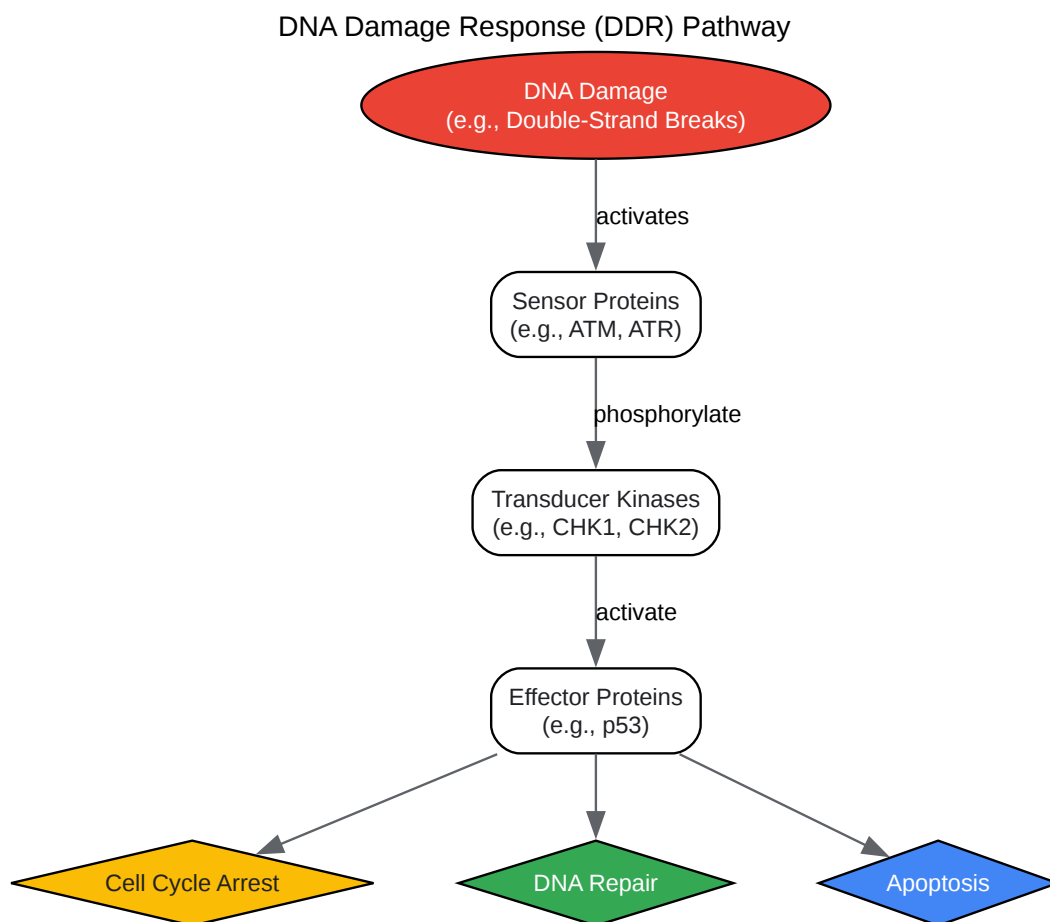 DNA Damage Response (DDR) Pathway
DNA Damage
(e.g., Double-Strand Breaks)
activates
Sensor Proteins
(e.g., ATM, ATR)
phosphorylate
Transducer Kinases
(e.g., CHK1, CHK2)
activate
Effector Proteins
(e.g., p53)
Cell Cycle Arrest
DNA Repair
Apoptosis